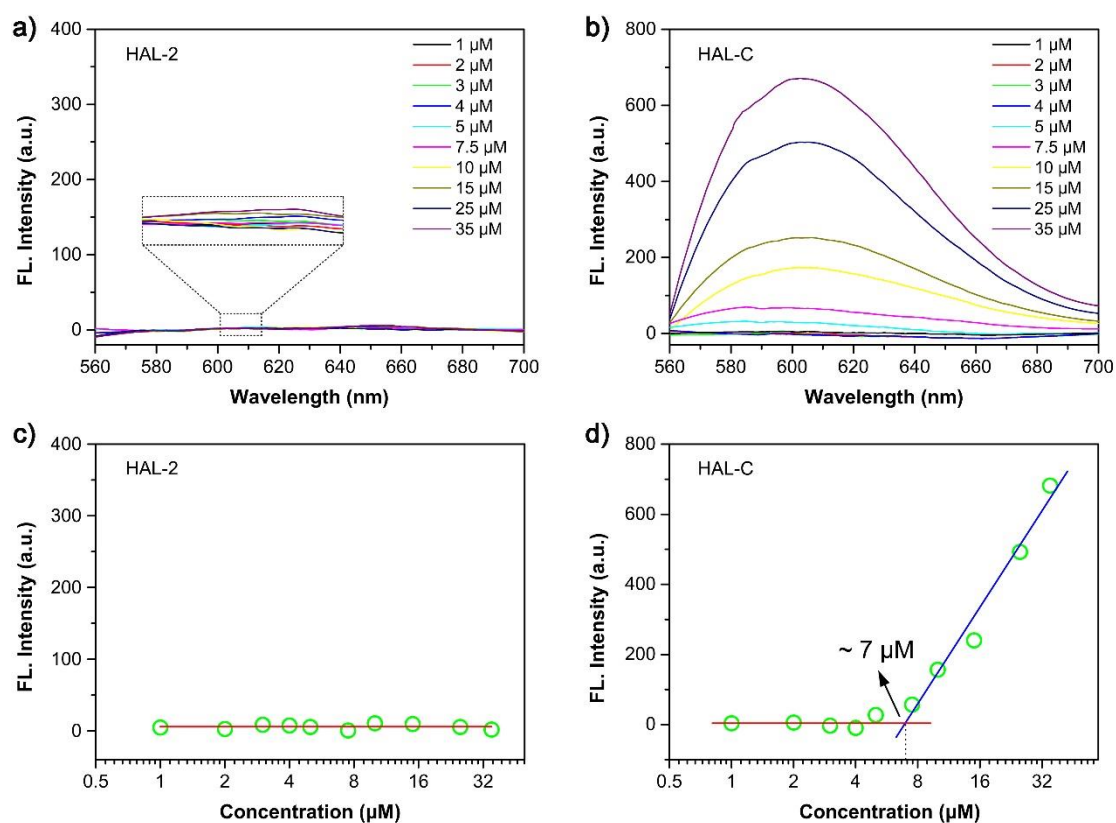 a)
HAL-2
1 μM
2 μM
3 μM
4 μM
5 μM
7.5 μM
10 μM
15 μM
25 μM
35 μM
400
300
200
100
0
FL. Intensity (a.u.)
560 580 600 620 640 660 680 700
Wavelength (nm)
b)
HAL-C
1 μM
2 μM
3 μM
4 μM
5 μM
7.5 μM
10 μM
15 μM
25 μM
35 μM
800
600
400
200
0
FL. Intensity (a.u.)
560 580 600 620 640 660 680 700
Wavelength (nm)
c)
HAL-2
400
300
200
100
0
FL. Intensity (a.u.)
0.5 1 2 4 8 16 32
Concentration (μM)
d)
HAL-C
800
600
400
200
0
FL. Intensity (a.u.)
~ 7 μM
0.5 1 2 4 8 16 32
Concentration (μM)